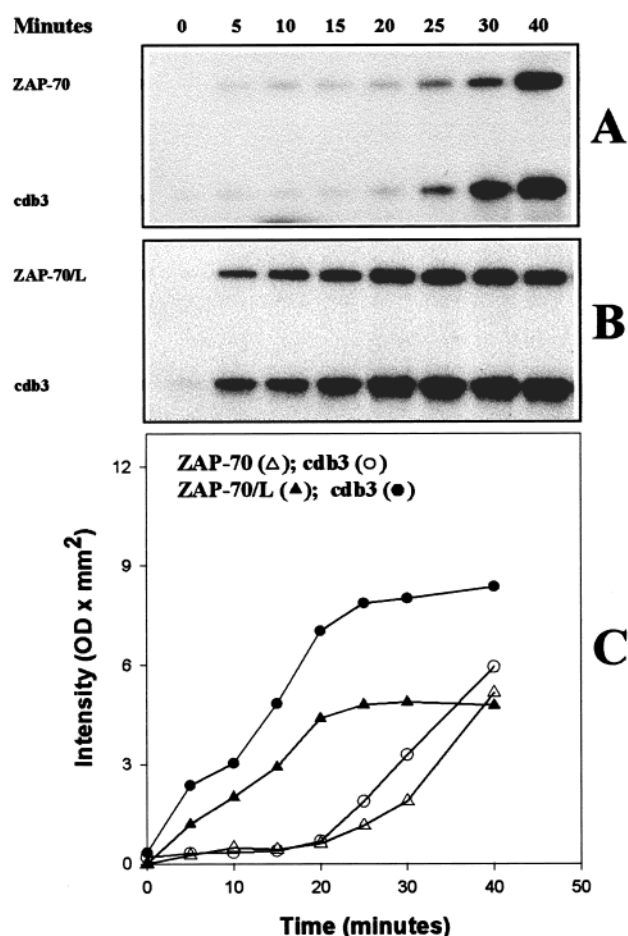 Minutes 0 5 10 15 20 25 30 40
ZAP-70
A
cdb3
ZAP-70/L
B
cdb3
ZAP-70 (△); cdb3 (○)
ZAP-70/L (▲); cdb3 (●)
12
9
6
3
0
Intensity (OD x mm²)
C
0 10 20 30 40 50
Time (minutes)